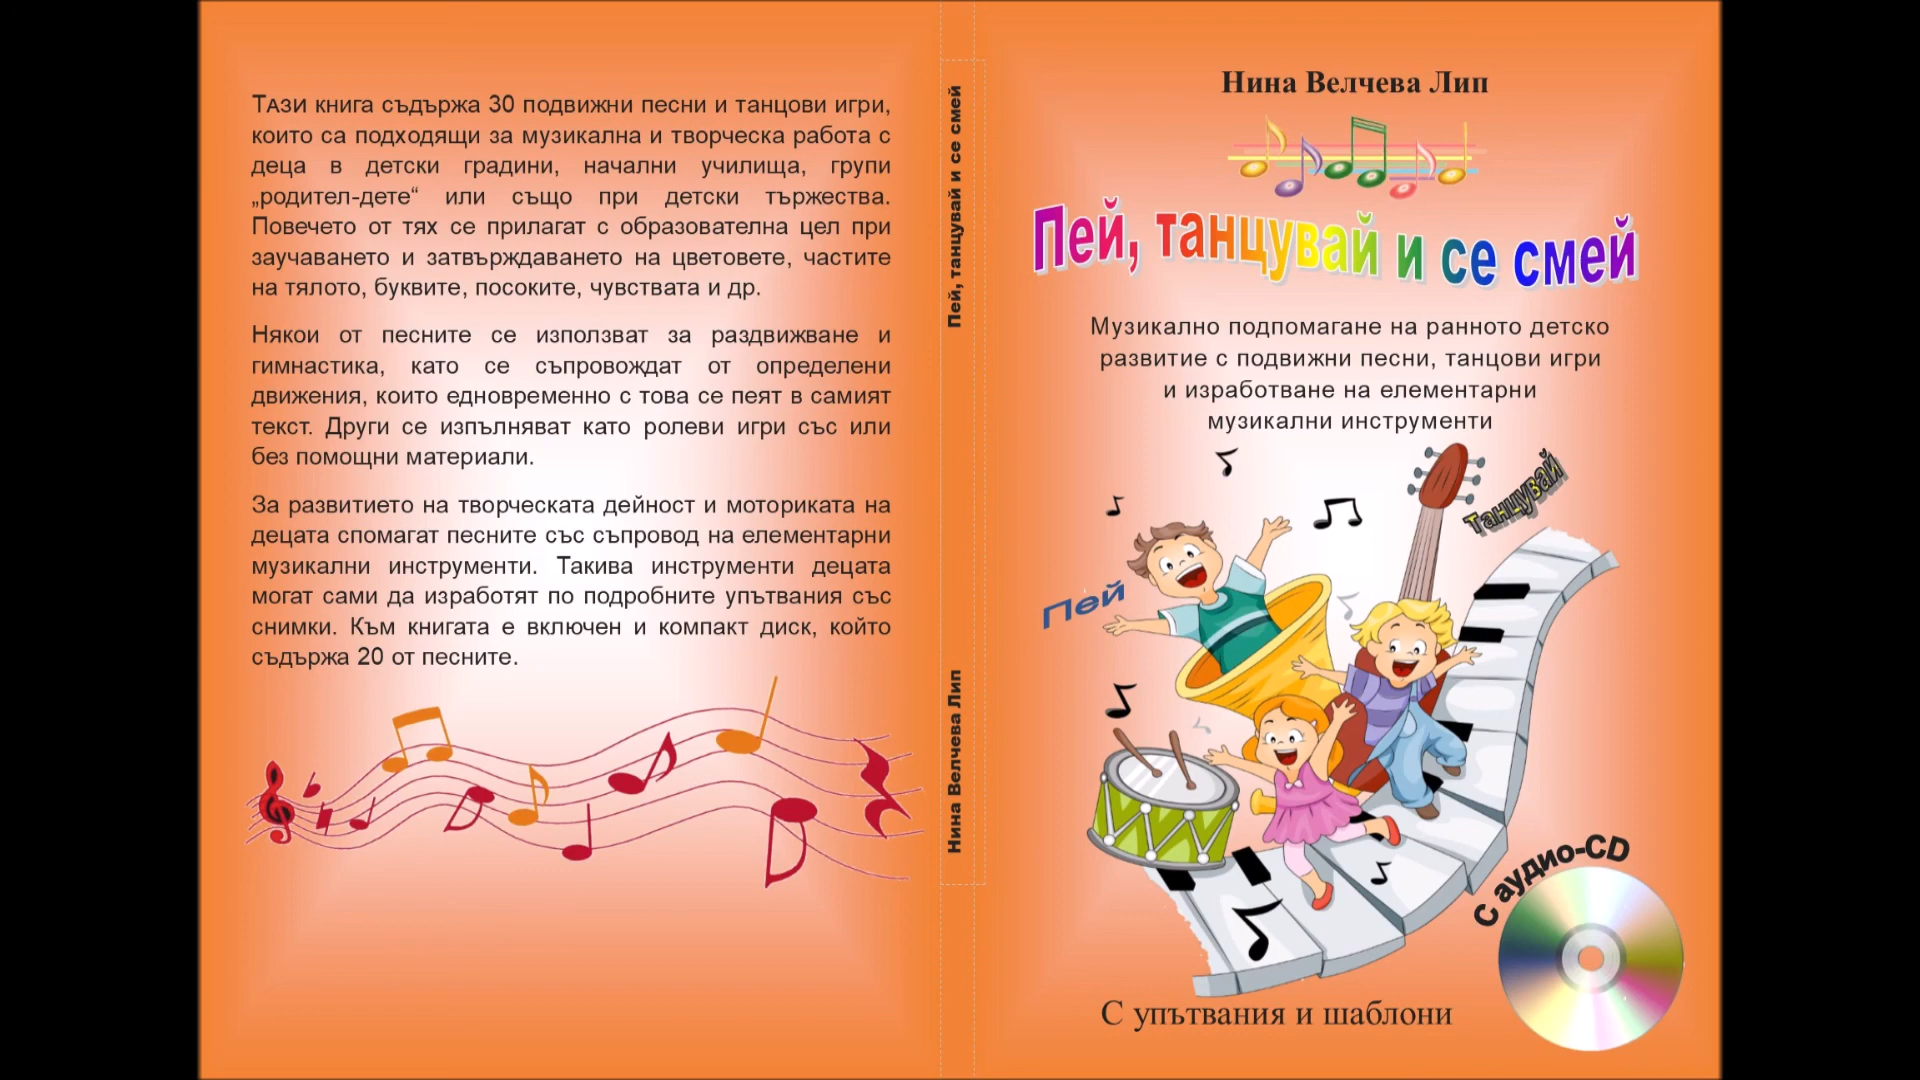 Тази книга съдържа 30 подвижни песни и танцови игри,
които са подходящи за музикална и творческа работа с
деца в детски градини, начални училища, групи
„родител-дете“ или също при детски тържества.
Повечето от тях се прилагат с образователна цел при
заучаването и затвърждаването на цветовете, частите
на тялото, буквите, посоките, чувствата и др.
Някои от песните се използват за раздвижване и
гимнастика, като се съпровождат от определени
движения, които едновременно с това се пеят в самият
текст. Други се изпълняват като ролеви игри със или
без помощни материали.
За развитието на творческата дейност и моториката на
децата спомагат песните със съпровод на елементарни
музикални инструменти. Такива инструменти децата
могат сами да изработят по подробните упътвания със
снимки. Към книгата е включен и компакт диск, който
съдържа 20 от песните.
Пей, танцувай и се смей
Нина Велчева Лип
Нина Велчева Лип
Пей, танцувай и се смей
Музикално подпомагане на ранното детско
развитие с подвижни песни, танцови игри
и изработване на елементарни
музикални инструменти
Танцувай
Пей
С аудио-CD
С упътвания и шаблони